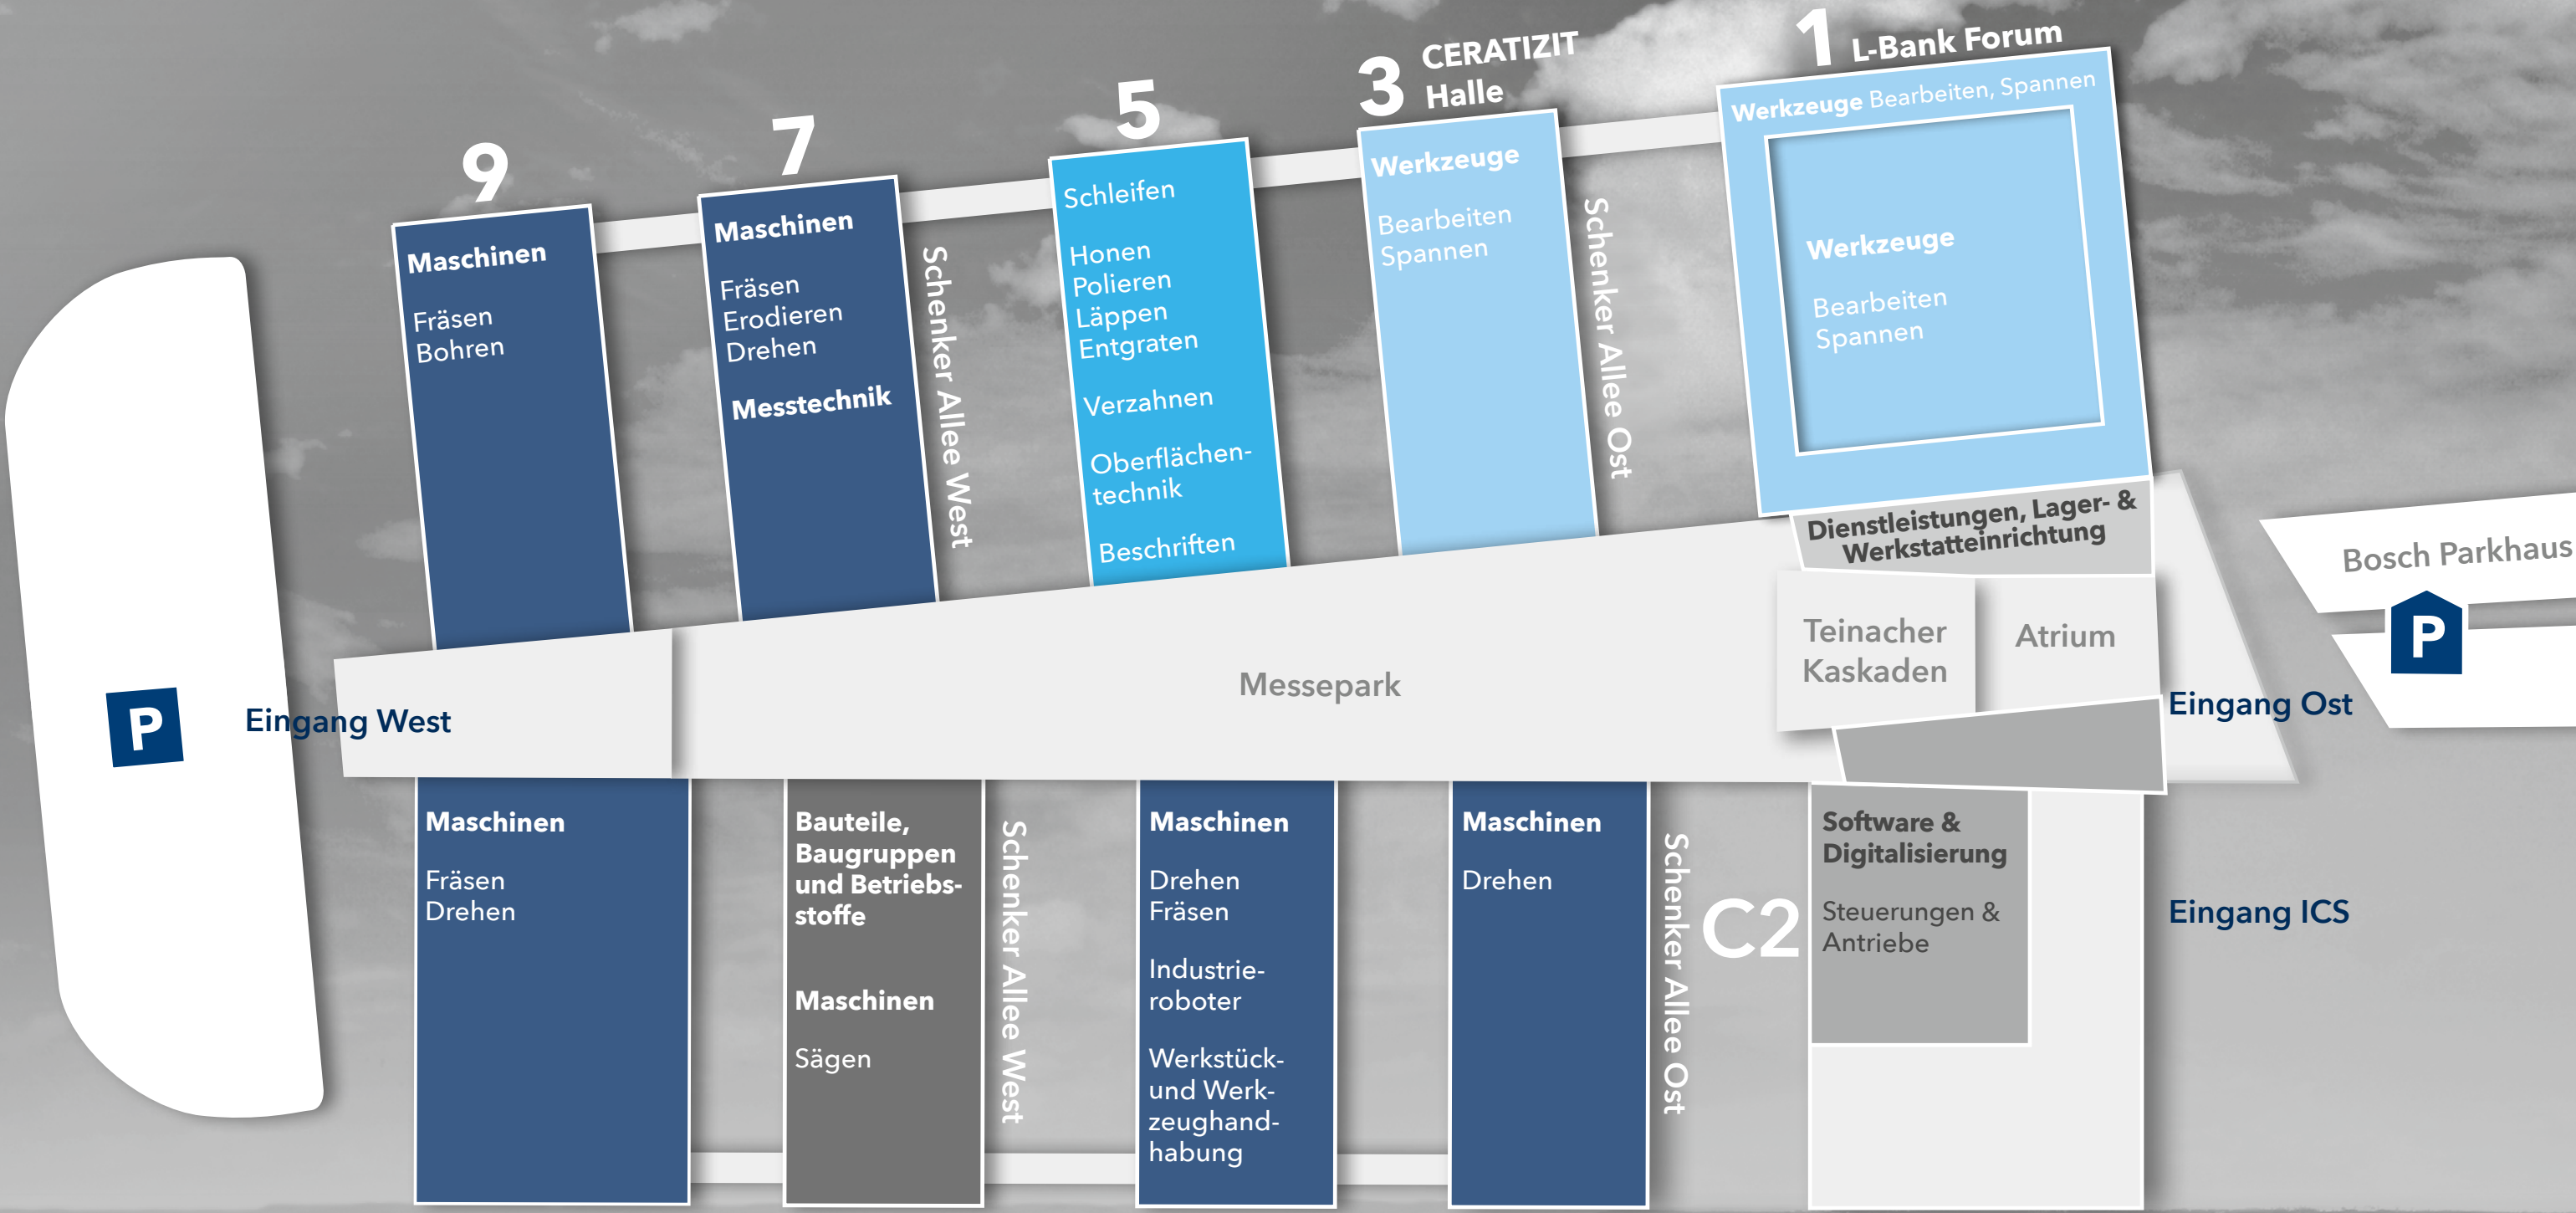 9
Maschinen
Fräsen
Bohren
7
Maschinen
Fräsen
Erodieren
Drehen
Messtechnik
Schenker Allee West
5
Schleifen
Honen
Polieren
Läppen
Entgraten
Verzahnen
Oberflächen-
technik
Beschriften
3
CERATIZIT
Halle
Werkzeuge
Bearbeiten
Spannen
Schenker Allee Ost
1
L-Bank Forum
Werkzeuge Bearbeiten, Spannen
Werkzeuge
Bearbeiten
Spannen
Dienstleistungen, Lager- &
Werkstatteinrichtung
Teinacher
Kaskaden
Atrium
Bosch Parkhaus
P
Eingang Ost
Messepark
P
Eingang West
Maschinen
Fräsen
Drehen
Bauteile,
Baugruppen
und Betriebs-
stoffe
Maschinen
Sägen
Schenker Allee West
Maschinen
Drehen
Fräsen
Industrie-
roboter
Werkstück-
und Werk-
zeughand-
habung
Maschinen
Drehen
Schenker Allee Ost
C2
Software &
Digitalisierung
Steuerungen &
Antriebe
Eingang ICS